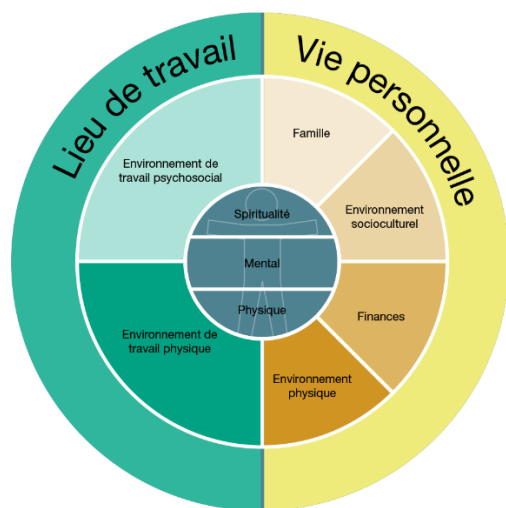 Lieu de travail
Vie personnelle
Environnement de
travail psychosocial
Famille
Environnement
socioculturel
Spiritualité
Mental
Physique
Environnement de
travail physique
Finances
Environnement
physique